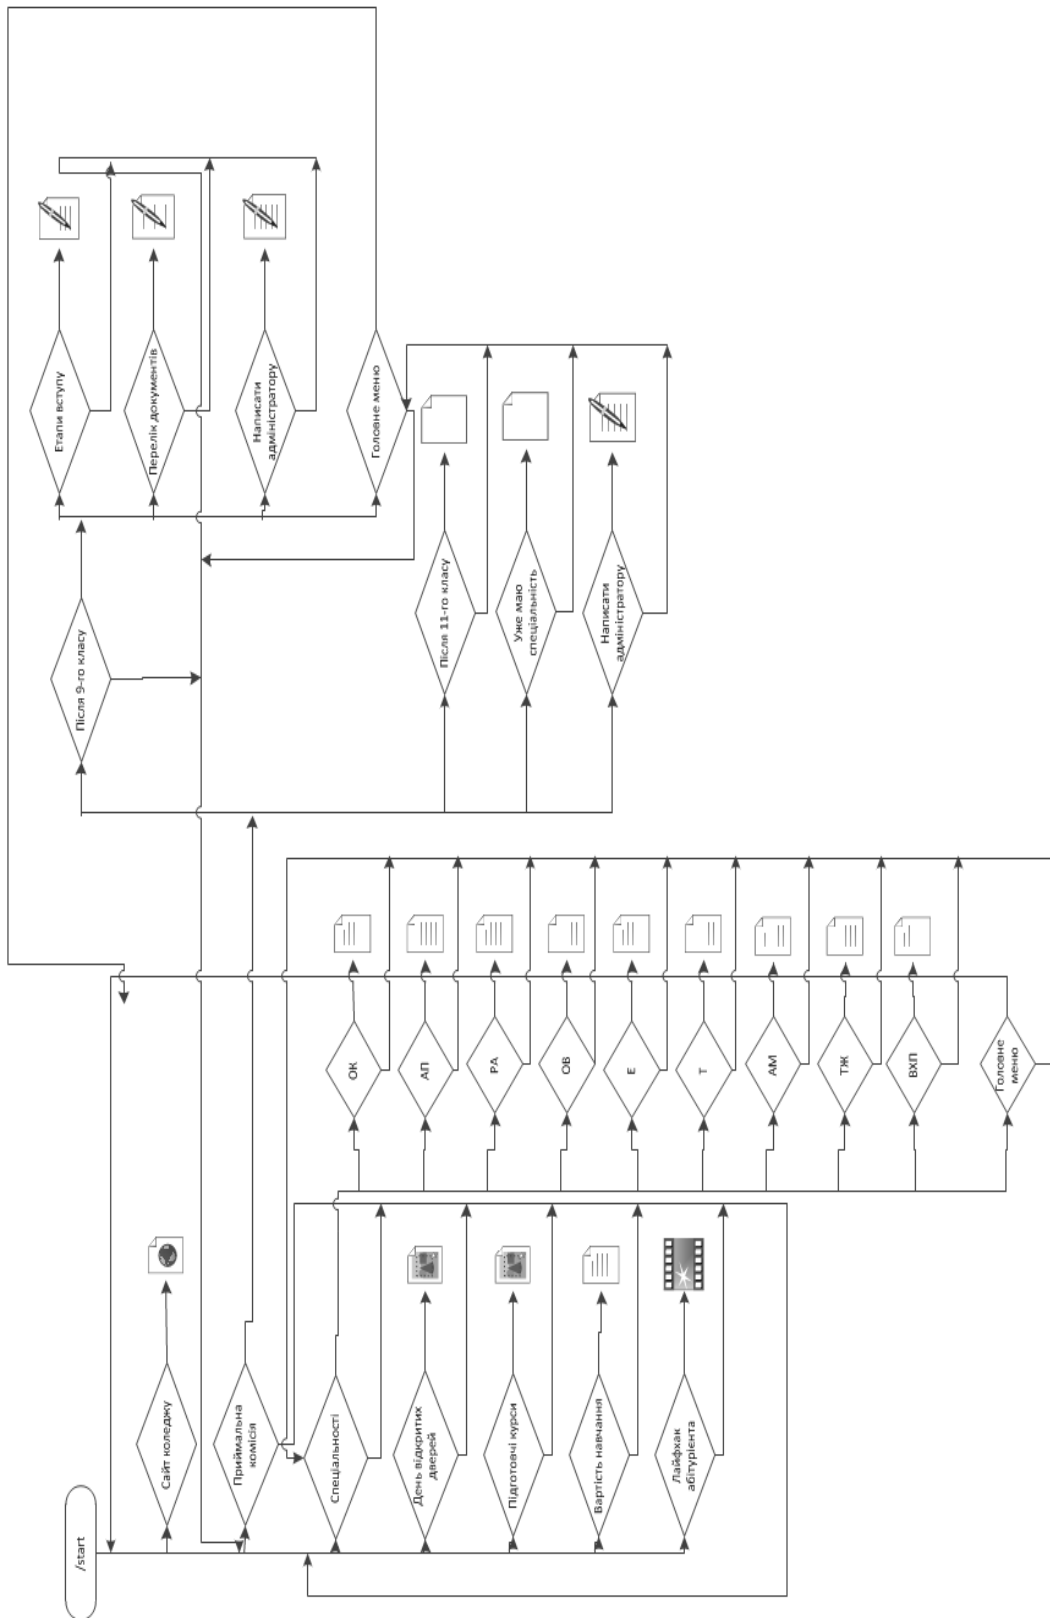 /start
Сайт коледжу
Приймальна
комісія
Спеціальності
День відкритих
дверей
Підготовчі курси
Вартість навчання
Лайфхак
абітурієнта
ОК
АП
РА
ОВ
Е
Т
АМ
ТЖ
ВХП
Головне
меню
Після 9-го класу
Після 11-го класу
Уже маю
спеціальність
Написати
адміністратору
Етапи вступу
Перелік документів
Написати
адміністратору
Головне меню